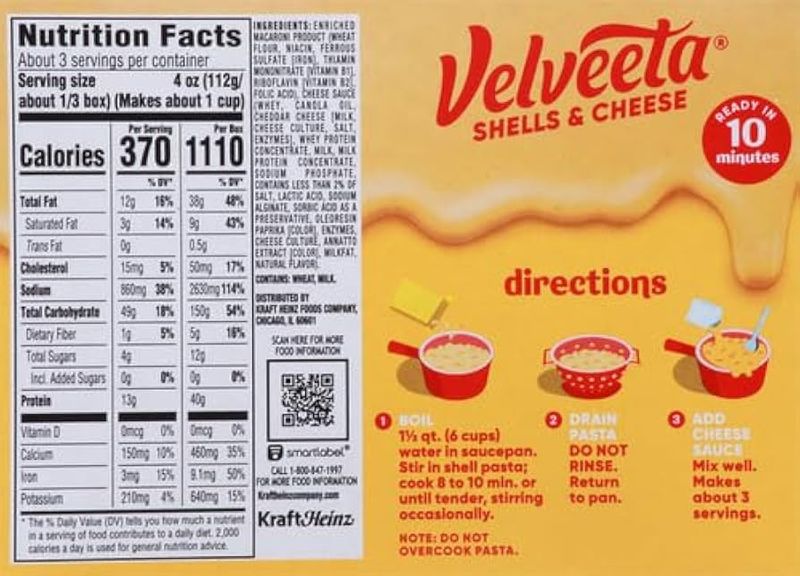 Nutrition Facts
About 3 servings per container
Serving size 4 oz (112g/
about 1/3 box) (Makes about 1 cup)
Per Serving Per Box
Calories 370 1110
% DV* % DV*
Total Fat 12g 16% 38g 48%
Saturated Fat 3g 14% 9g 43%
Trans Fat 0g 0.5g
Cholesterol 15mg 5% 50mg 17%
Sodium 860mg 38% 2630mg 114%
Total Carbohydrate 49g 18% 150g 54%
Dietary Fiber 1g 5% 5g 16%
Total Sugars 4g 12g
Incl. Added Sugars 0g 0% 0g 0%
Protein 13g 40g
Vitamin D 0mcg 0% 0mcg 0%
Calcium 150mg 10% 460mg 35%
Iron 3mg 15% 9.1mg 50%
Potassium 210mg 4% 640mg 15%
* The % Daily Value (DV) tells you how much a nutrient
in a serving of food contributes to a daily diet. 2,000
calories a day is used for general nutrition advice.
INGREDIENTS: ENRICHED
MACARONI PRODUCT (WHEAT
FLOUR, NIACIN, FERROUS
SULFATE [IRON], THIAMIN
MONONITRATE [VITAMIN B1],
RIBOFLAVIN [VITAMIN B2],
FOLIC ACID), CHEESE SAUCE
(WHEY, CANOLA OIL,
CHEDDAR CHEESE [MILK,
CHEESE CULTURE, SALT,
ENZYMES], WHEY PROTEIN
CONCENTRATE, MILK, MILK
PROTEIN CONCENTRATE,
SODIUM PHOSPHATE,
CONTAINS LESS THAN 2% OF
SALT, LACTIC ACID, SODIUM
ALGINATE, SORBIC ACID AS A
PRESERVATIVE, OLEORESIN
PAPRIKA [COLOR], ENZYMES,
CHEESE CULTURE, ANNATTO
EXTRACT [COLOR], MILKFAT,
NATURAL FLAVOR).
CONTAINS: WHEAT, MILK.
DISTRIBUTED BY
KRAFT HEINZ FOODS COMPANY,
CHICAGO, IL 60601
SCAN HERE FOR MORE
FOOD INFORMATION
smartlabel®
CALL 1-800-847-1997
FOR MORE FOOD INFORMATION
Kraftheinzcompany.com
KraftHeinz
Velveeta®
SHELLS & CHEESE
READY IN
10
minutes
directions
1 BOIL
1½ qt. (6 cups)
water in saucepan.
Stir in shell pasta;
cook 8 to 10 min. or
until tender, stirring
occasionally.
NOTE: DO NOT
OVERCOOK PASTA.
2 DRAIN
PASTA
DO NOT
RINSE.
Return
to pan.
3 ADD
CHEESE
SAUCE
Mix well.
Makes
about 3
servings.